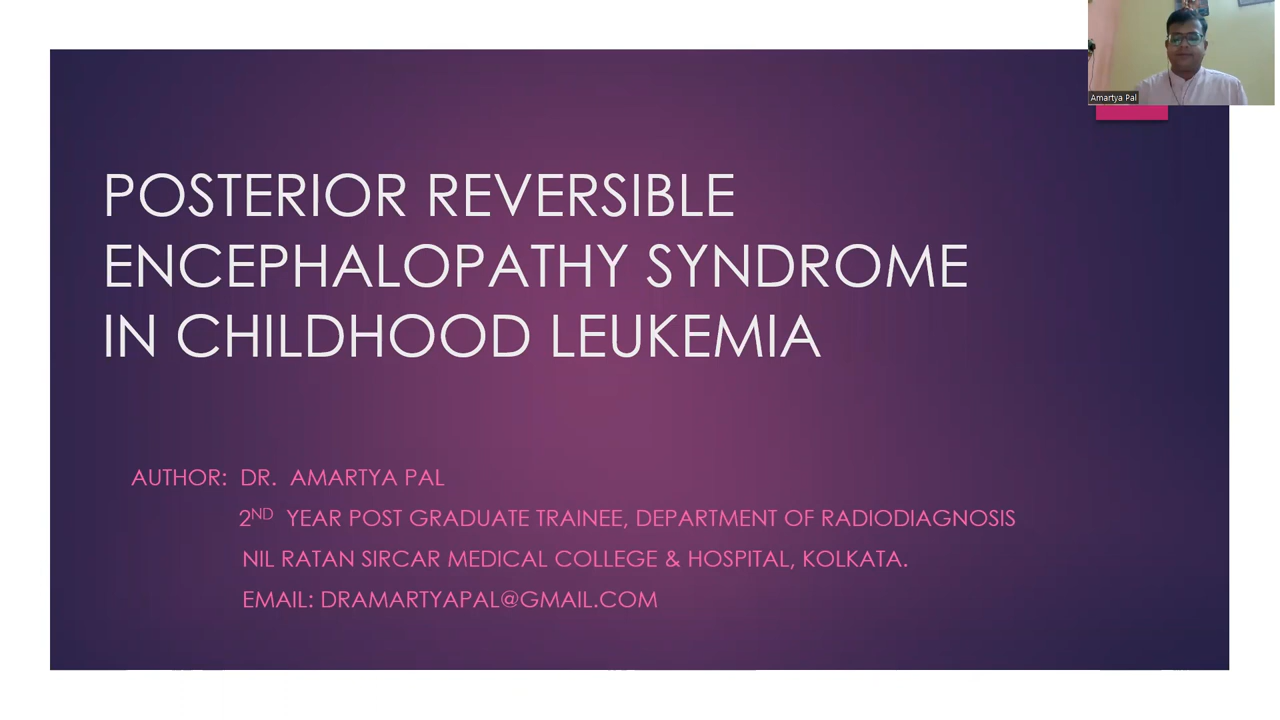 Amartya Pal
POSTERIOR REVERSIBLE
ENCEPHALOPATHY SYNDROME
IN CHILDHOOD LEUKEMIA
AUTHOR: DR. AMARTYA PAL
2ND YEAR POST GRADUATE TRAINEE, DEPARTMENT OF RADIODIAGNOSIS
NIL RATAN SIRCAR MEDICAL COLLEGE & HOSPITAL, KOLKATA.
EMAIL: DRAMARTYAPAL@GMAIL.COM